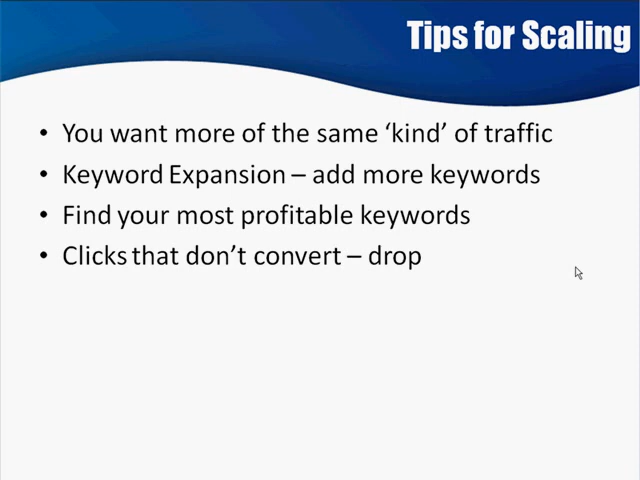 Tips for Scaling
• You want more of the same ‘kind’ of traffic
• Keyword Expansion – add more keywords
• Find your most profitable keywords
• Clicks that don’t convert – drop